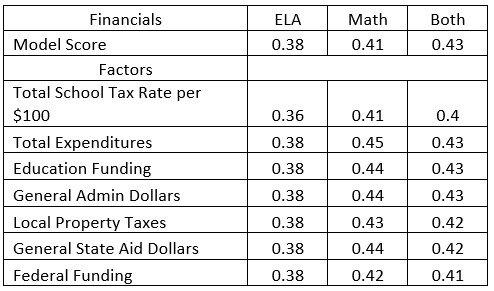 Financials ELA Math Both
Model Score 0.38 0.41 0.43
Factors
Total School Tax Rate per
$100 0.36 0.41 0.4
Total Expenditures 0.38 0.45 0.43
Education Funding 0.38 0.44 0.43
General Admin Dollars 0.38 0.44 0.43
Local Property Taxes 0.38 0.43 0.42
General State Aid Dollars 0.38 0.44 0.42
Federal Funding 0.38 0.42 0.41